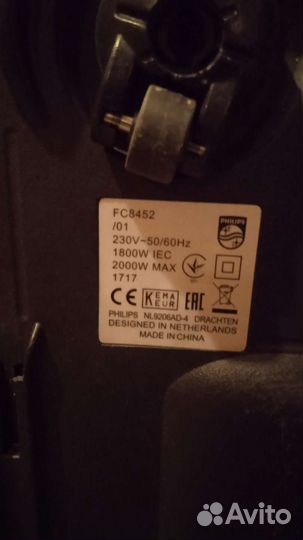 FC8452
/01
230V~50/60Hz
1800W IEC
2000W MAX
1717
PHILIPS
CE KEMA KEUR EAC
PHILIPS NL9206AD-4 DRACHTEN
DESIGNED IN NETHERLANDS
MADE IN CHINA
Avito